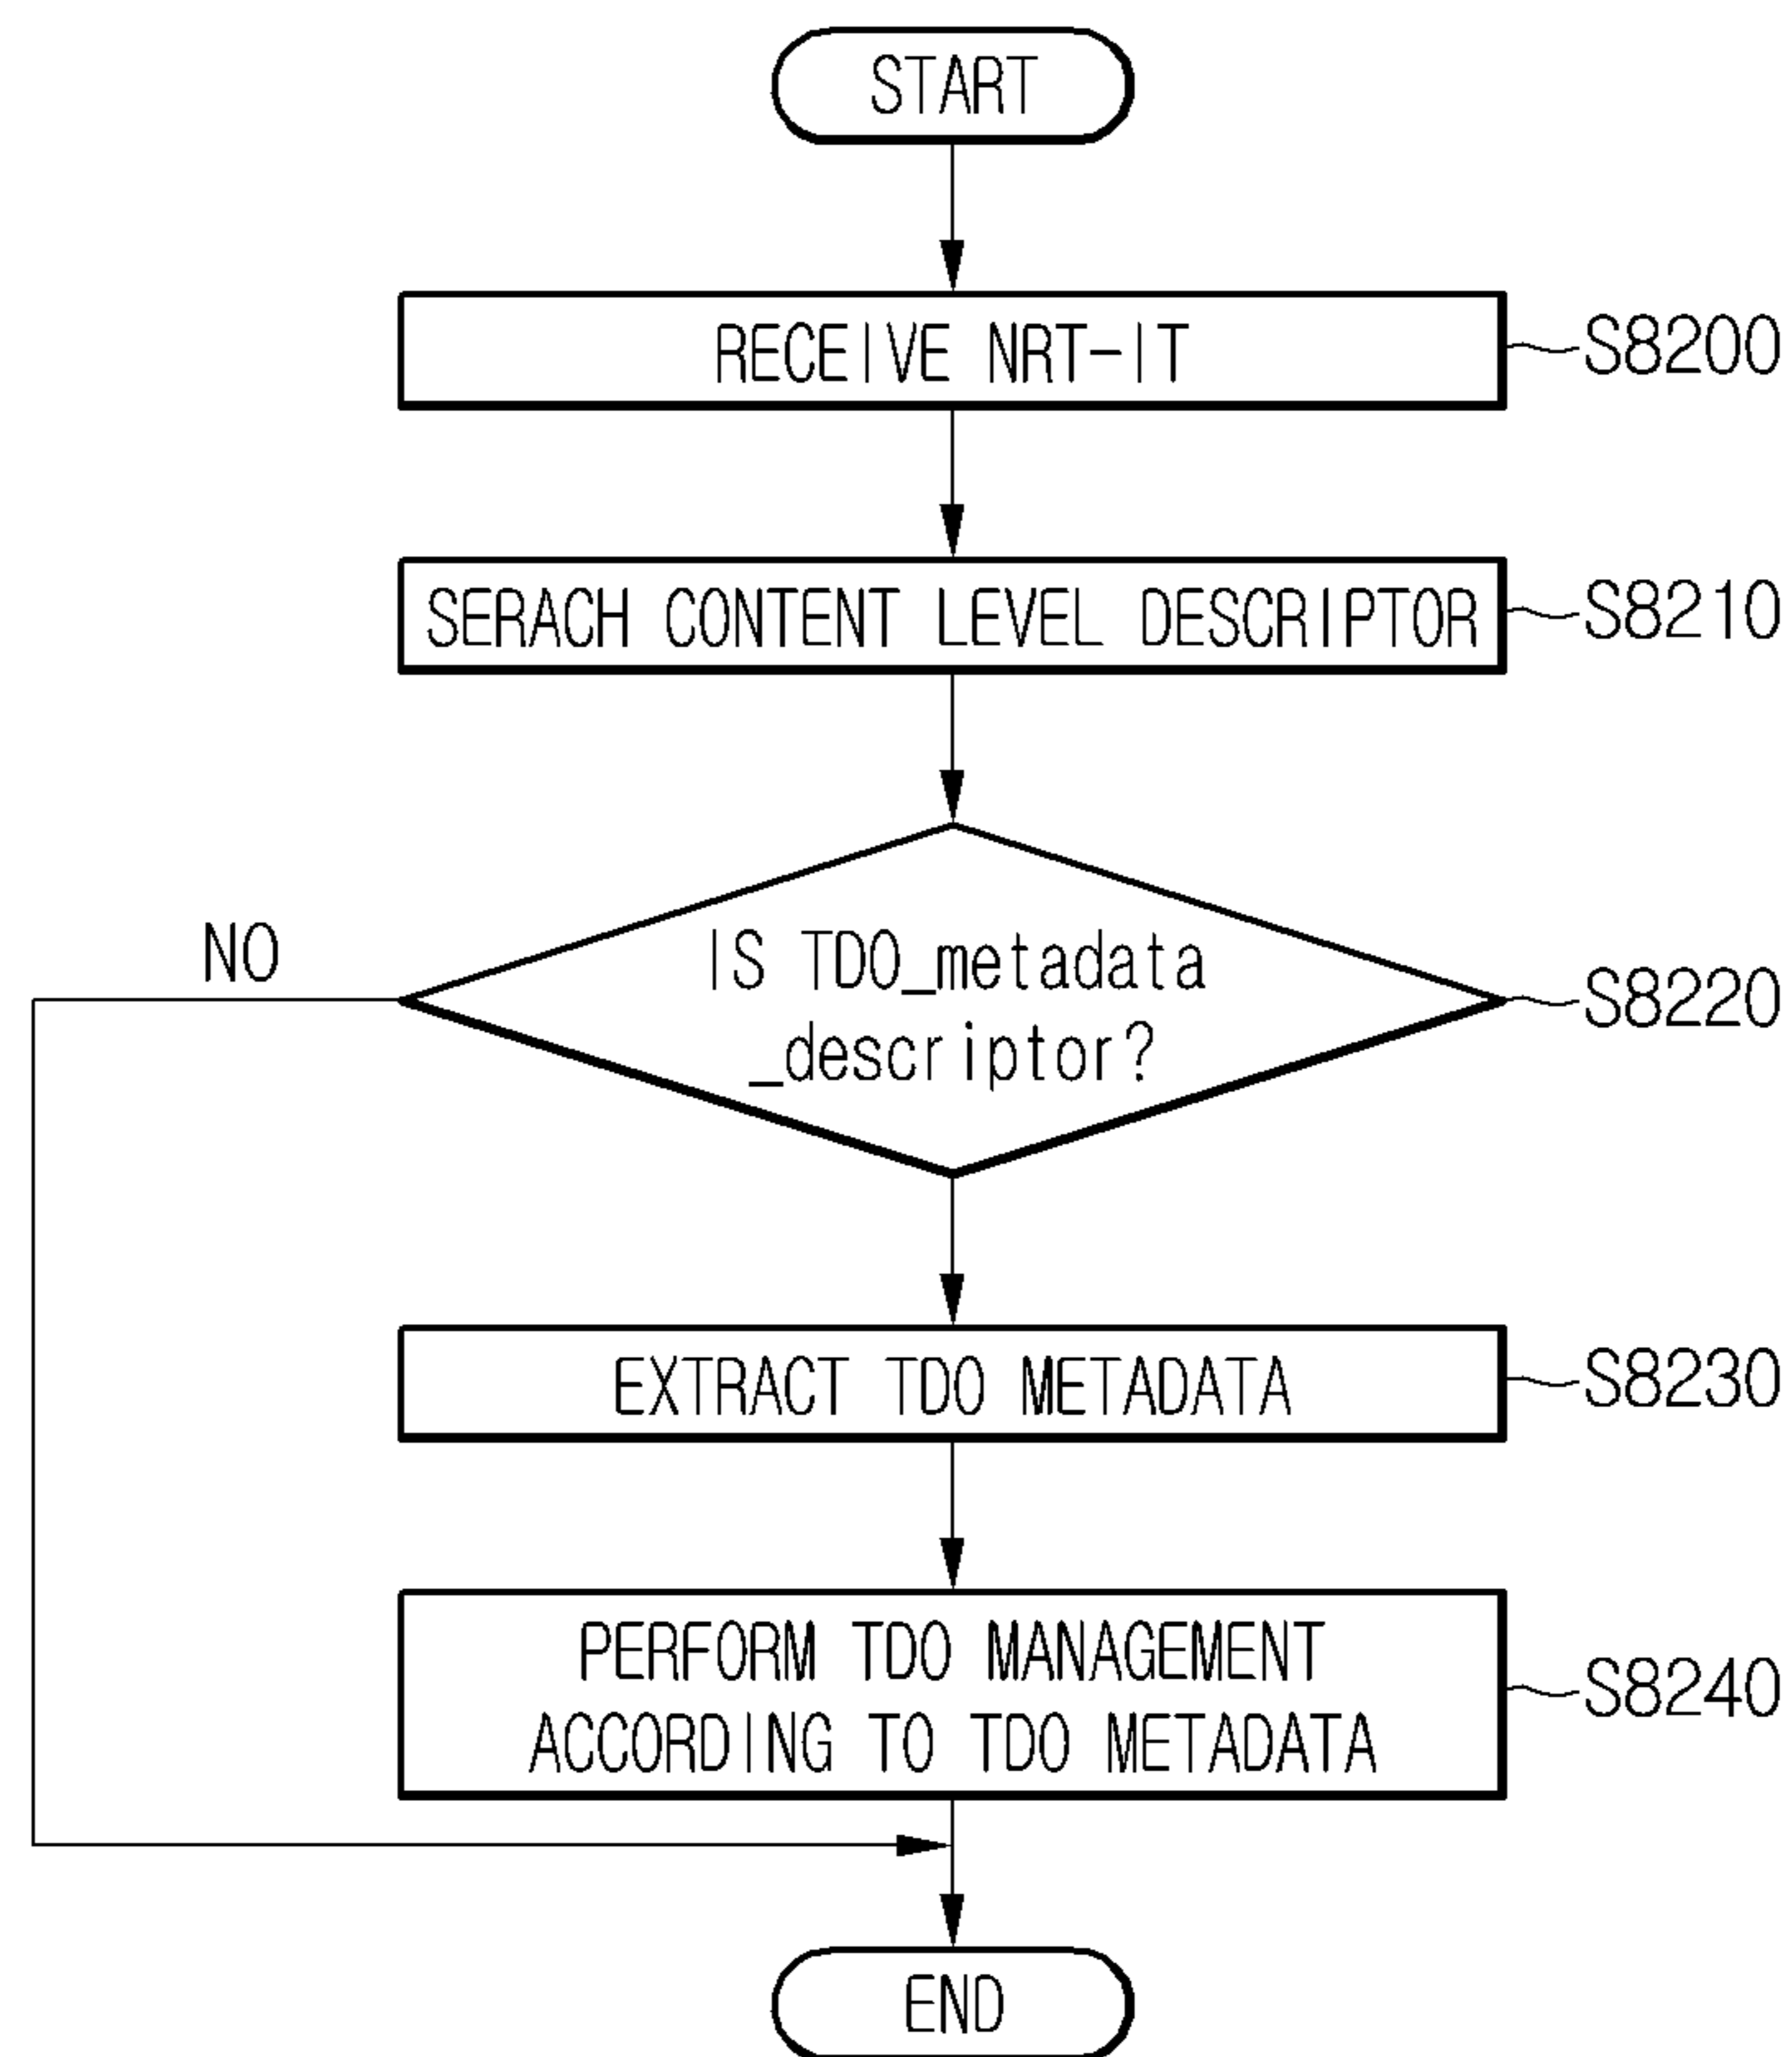 START
RECEIVE NRT-IT
S8200
SERACH CONTENT LEVEL DESCRIPTOR
S8210
NO
IS TDO_metadata
_descriptor?
S8220
EXTRACT TDO METADATA
S8230
PERFORM TDO MANAGEMENT
ACCORDING TO TDO METADATA
S8240
END